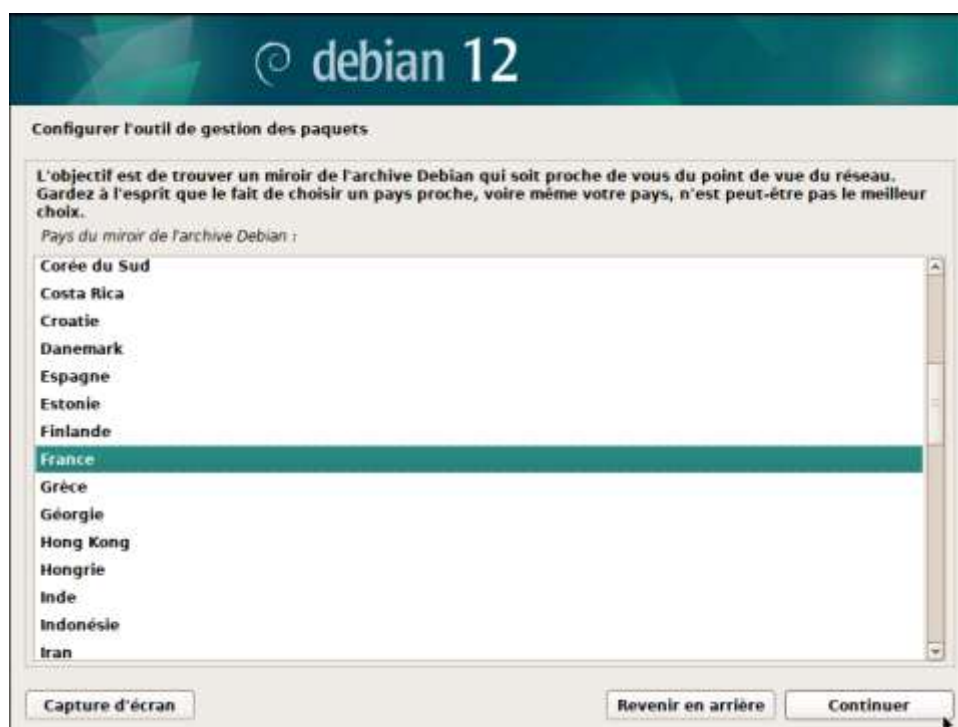 debian 12
Configurer l'outil de gestion des paquets
L'objectif est de trouver un miroir de l'archive Debian qui soit proche de vous du point de vue du réseau.
Gardez à l'esprit que le fait de choisir un pays proche, voire même votre pays, n'est peut-être pas le meilleur
choix.
Pays du miroir de l'archive Debian :
Corée du Sud
Costa Rica
Croatie
Danemark
Espagne
Estonie
Finlande
France
Grèce
Géorgie
Hong Kong
Hongrie
Inde
Indonésie
Iran
Capture d'écran
Revenir en arrière
Continuer